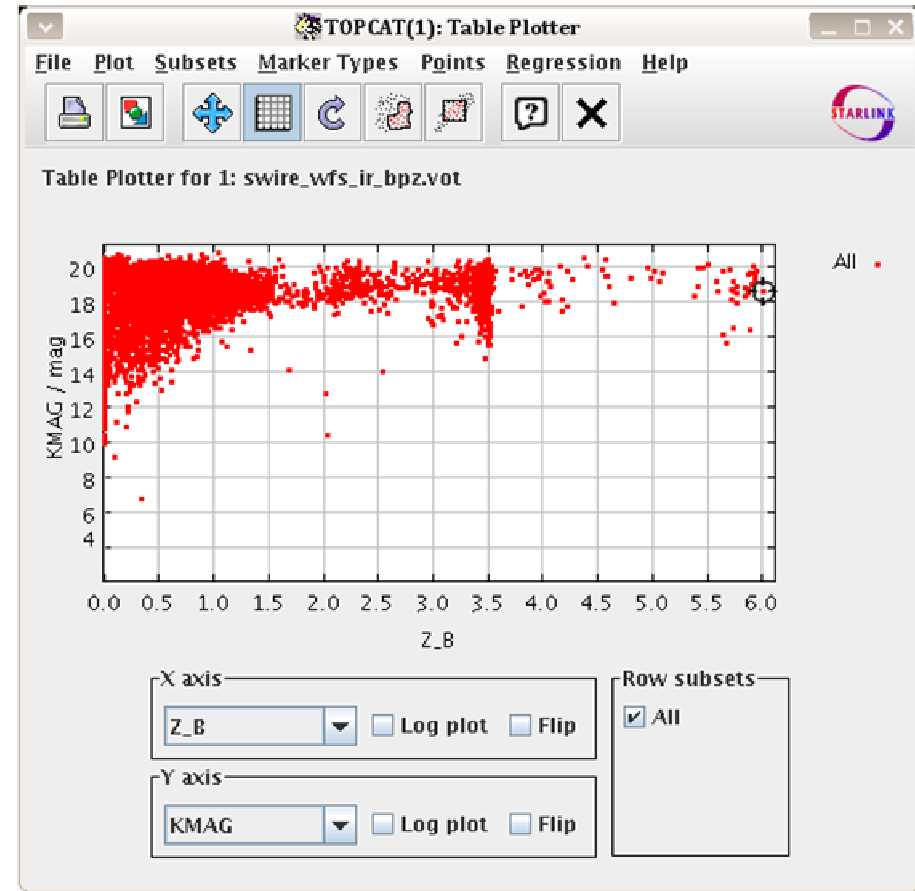 TOPCAT(1): Table Plotter
File Plot Subsets Marker Types Points Regression Help
STARLINK
Table Plotter for 1: swire_wfs_ir_bpz.vot
All
KMAG / mag
20
18
16
14
12
10
8
6
4
0.0 0.5 1.0 1.5 2.0 2.5 3.0 3.5 4.0 4.5 5.0 5.5 6.0
Z_B
X axis
Z_B Log plot Flip
Y axis
KMAG Log plot Flip
Row subsets
All